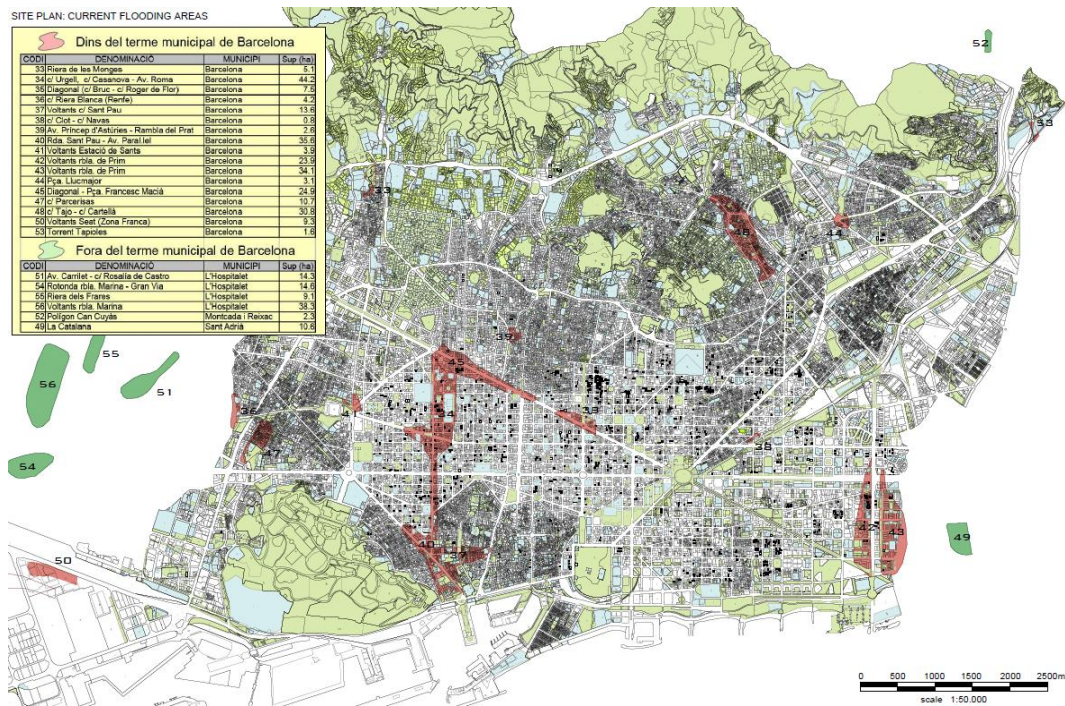 SITE PLAN: CURRENT FLOODING AREAS
Dins del terme municipal de Barcelona
CODI DENOMINACIÓ MUNICIPI Sup (ha)
33 Riera de les Monges Barcelona 5.1
34 c/ Urgell, c/ Casanova - Av. Roma Barcelona 44.2
35 Diagonal (c/ Bruc - c/ Roger de Flor) Barcelona 7.5
36 c/ Riera Blanca (Renfe) Barcelona 4.2
37 Voltants c/ Sant Pau Barcelona 13.6
38 c/ Clot - c/ Navas Barcelona 0.8
39 Av. Príncep d'Astúries - Rambla del Prat Barcelona 2.6
40 Rda. Sant Pau - Av. Paral.lel Barcelona 35.6
41 Voltants Estació de Sants Barcelona 3.9
42 Voltants rbla. de Prim Barcelona 23.9
43 Voltants rbla. de Prim Barcelona 34.1
44 Pça. Llucmajor Barcelona 3.1
45 Diagonal - Pça. Francesc Macià Barcelona 24.9
47 c/ Parcerisas Barcelona 10.7
48 c/ Tajo - c/ Cartellà Barcelona 30.8
50 Voltants Seat (Zona Franca) Barcelona 9.3
53 Torrent Tapioles Barcelona 1.6
Fora del terme municipal de Barcelona
CODI DENOMINACIÓ MUNICIPI Sup (ha)
51 Av. Carrilet - c/ Rosalía de Castro L'Hospitalet 14.3
54 Rotonda rbla. Marina - Gran Via L'Hospitalet 14.6
55 Riera dels Frares L'Hospitalet 9.1
56 Voltants rbla. Marina L'Hospitalet 38.3
52 Polígon Can Cuyàs Montcada i Reixac 2.3
49 La Catalana Sant Adrià 10.6
52
53
33
48
44
39
45
55
56
51
36
41
34
35
38
47
54
42
43
49
40
37
50
0 500 1000 1500 2000 2500m
scale 1:50.000